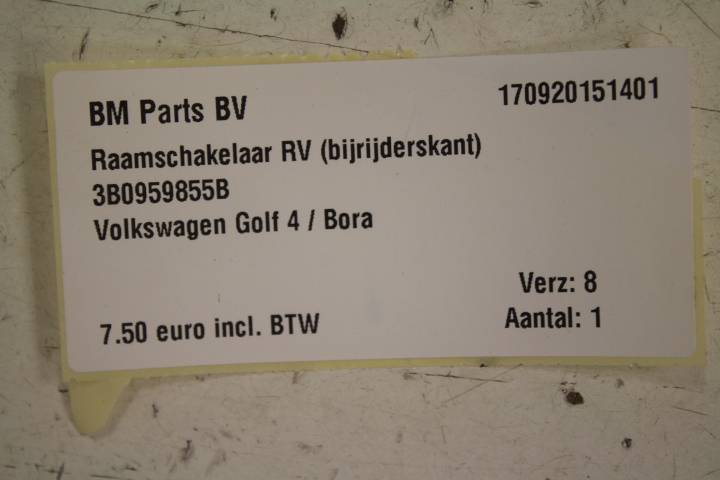 BM Parts BV 170920151401
Raamschakelaar RV (bijrijderskant)
3B0959855B
Volkswagen Golf 4 / Bora
Verz: 8
7.50 euro incl. BTW Aantal: 1